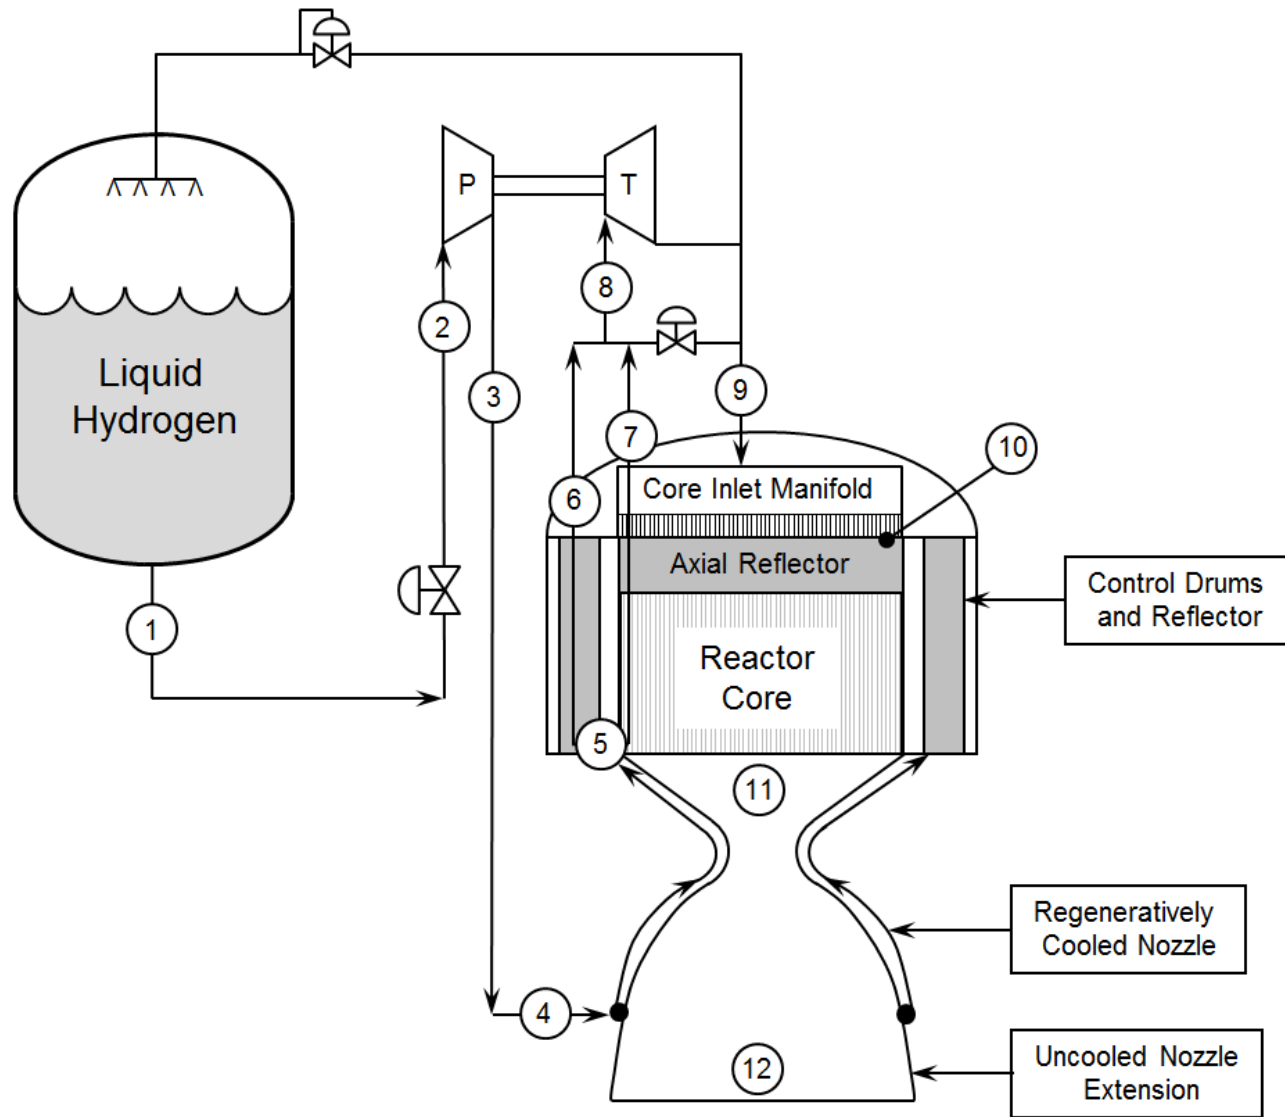 P
T
8
2
Liquid
Hydrogen
3
9
7
10
6
Core Inlet Manifold
Axial Reflector
Control Drums
and Reflector
1
Reactor
Core
5
11
Regeneratively
Cooled Nozzle
4
12
Uncooled Nozzle
Extension